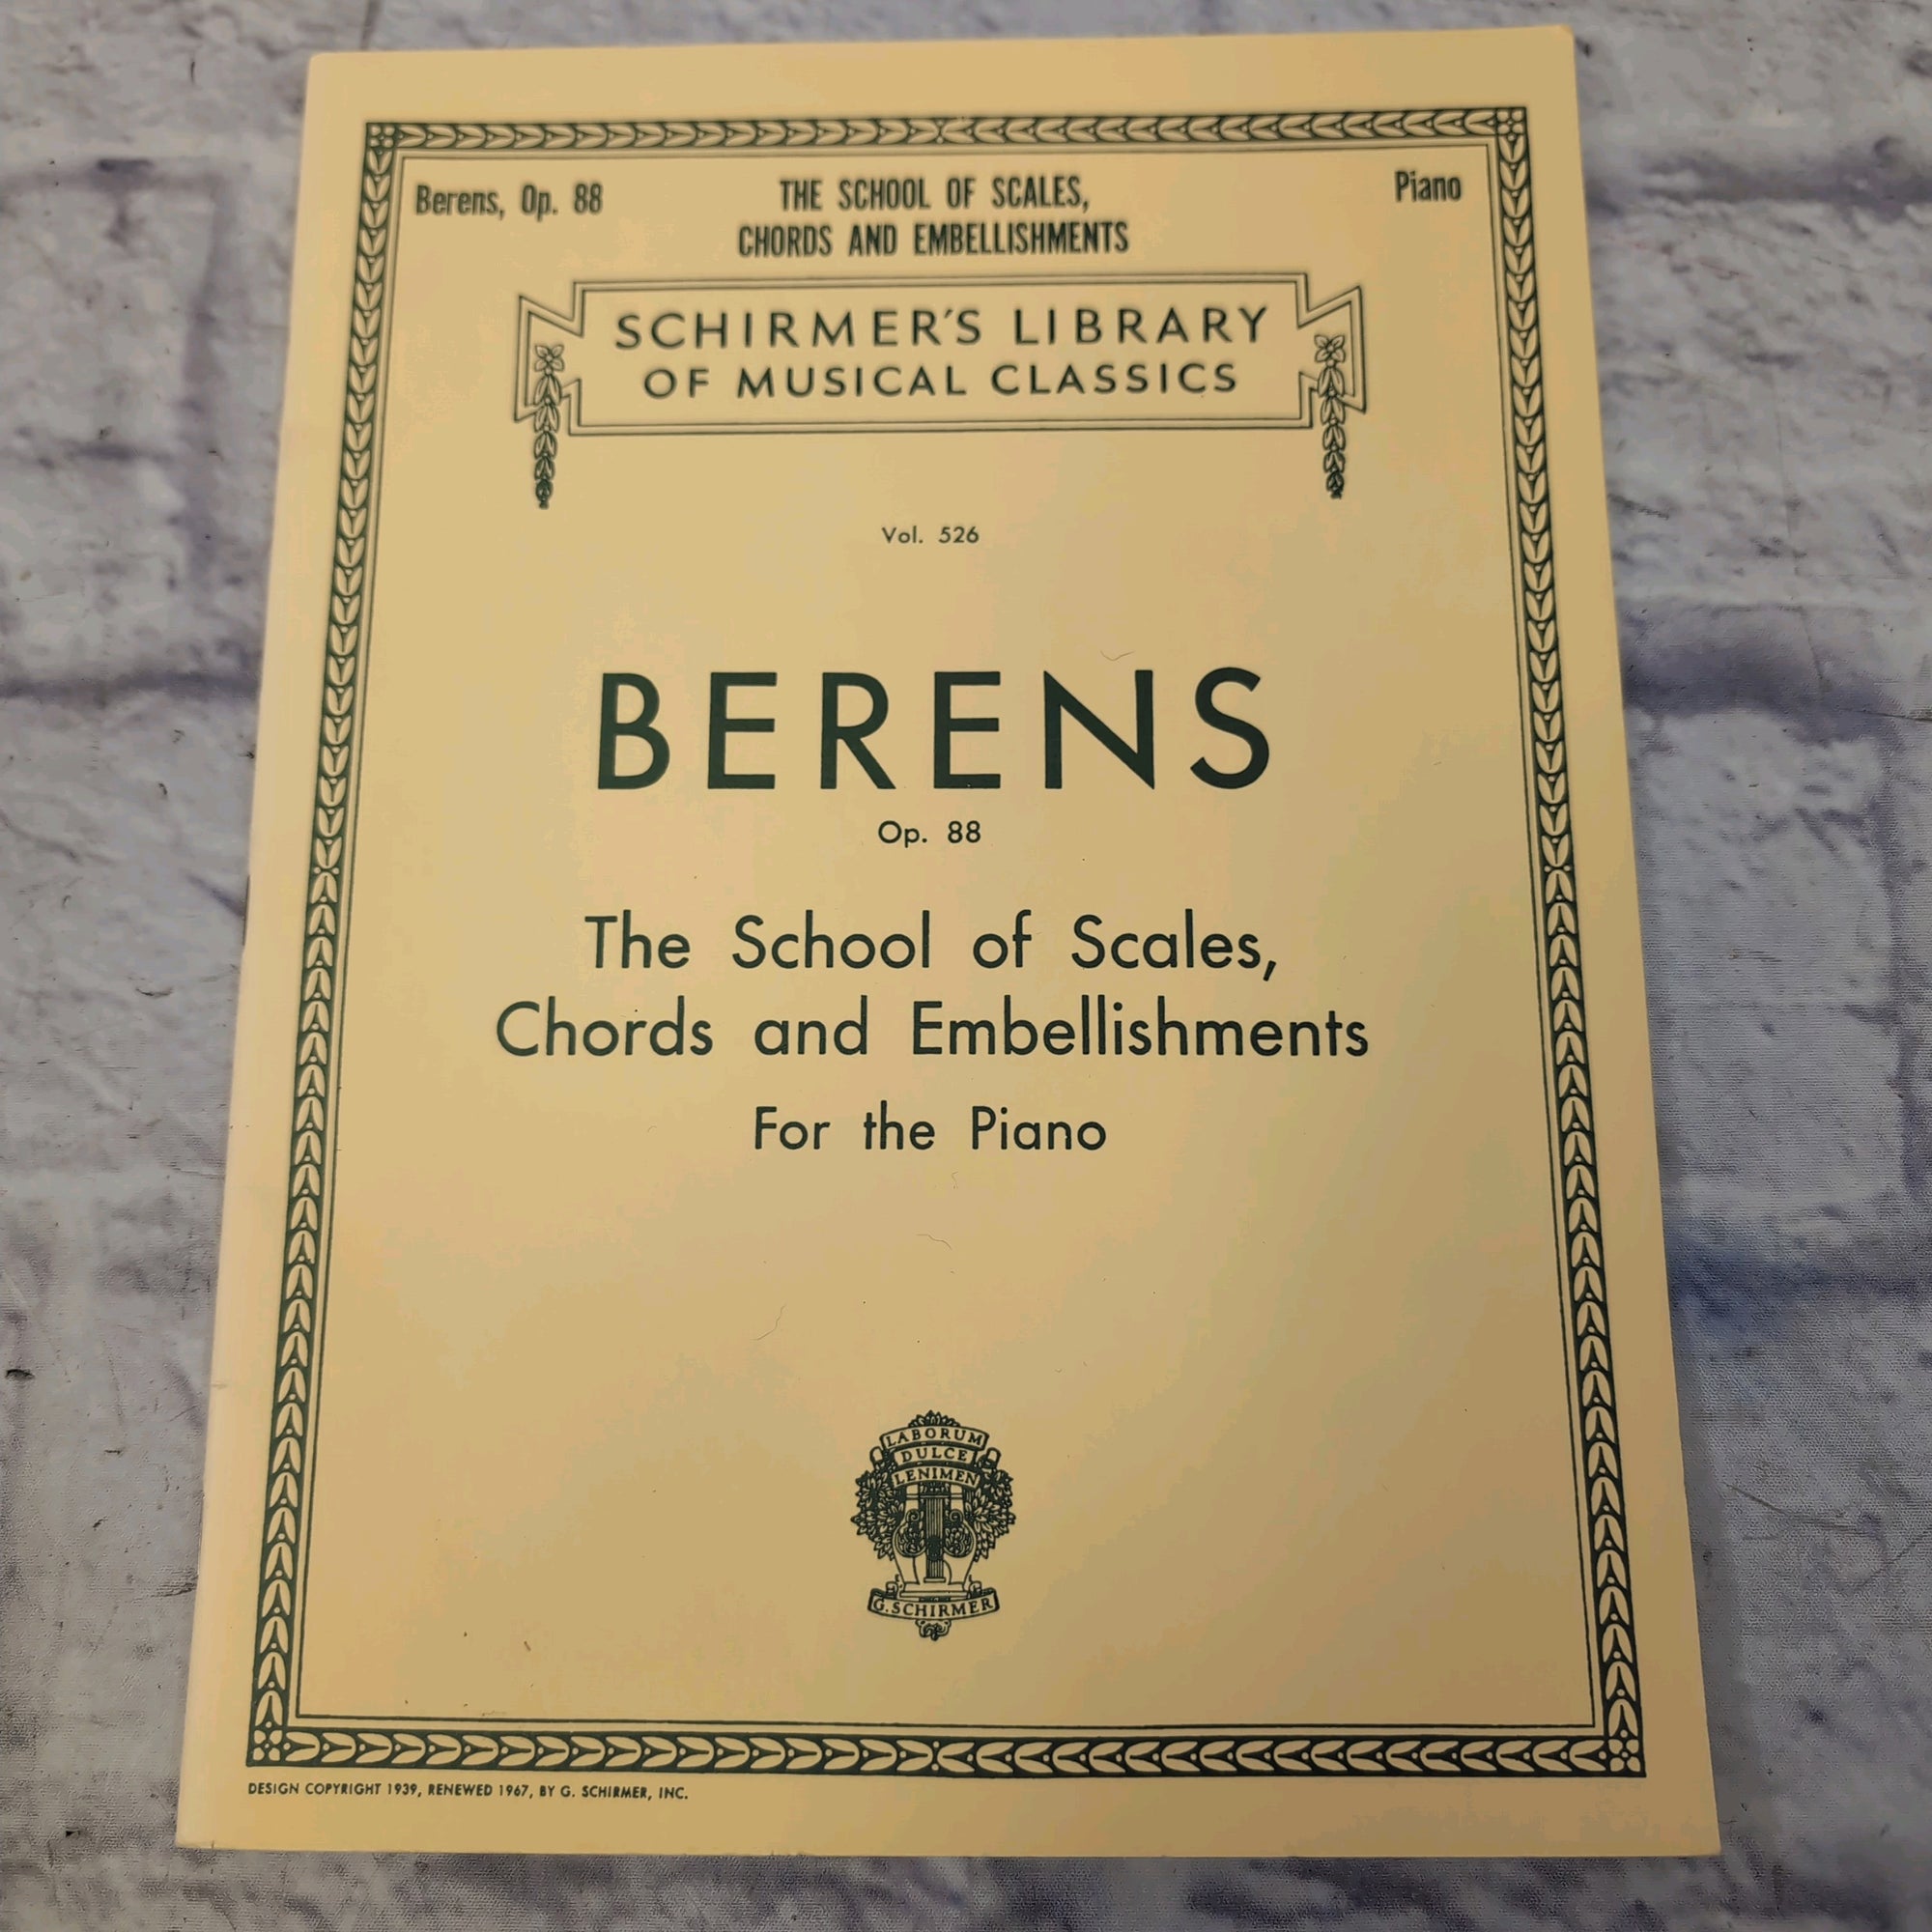 Berens, Op. 88
THE SCHOOL OF SCALES,
CHORDS AND EMBELLISHMENTS
Piano
SCHIRMER'S LIBRARY
OF MUSICAL CLASSICS
Vol. 526
BERENS
Op. 88
The School of Scales,
Chords and Embellishments
For the Piano
LABORUM
DULCE
LENIMEN
G. SCHIRMER
DESIGN COPYRIGHT 1939, RENEWED 1967, BY G. SCHIRMER, INC.